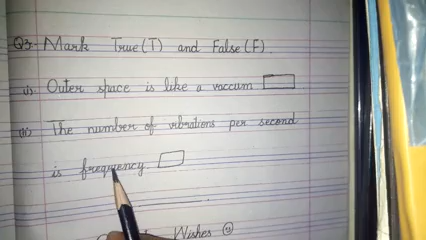 Q3- Mark True (T) and False (F).
i) Outer space is like a vaccum
ii) The number of vibrations per second
is frequency
Wishes